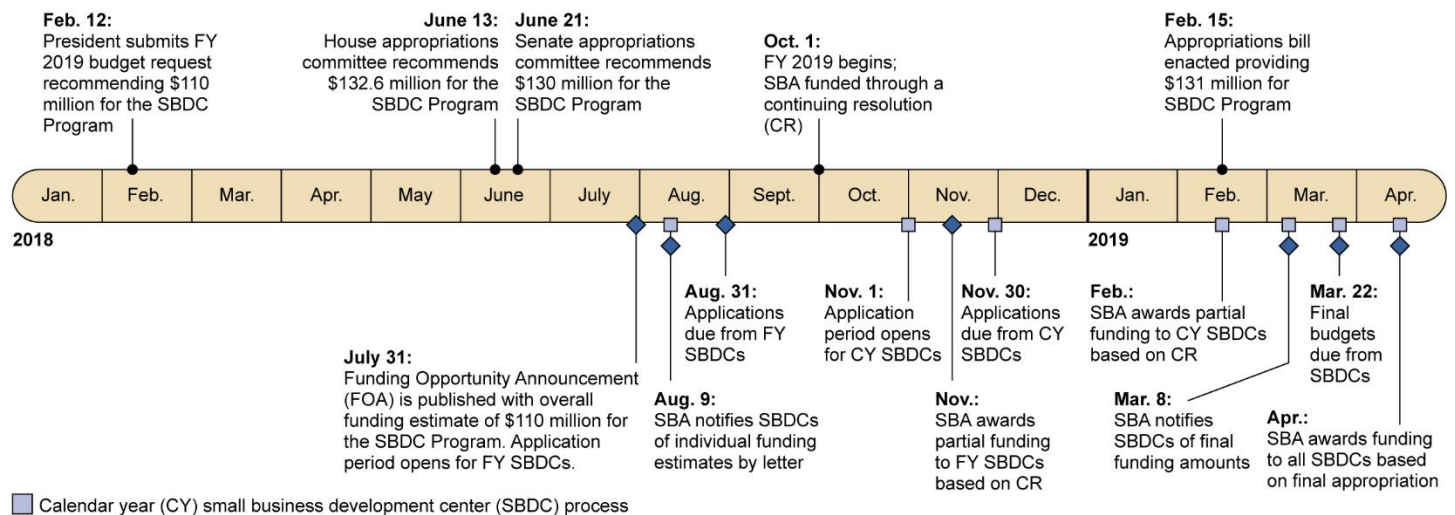 Feb. 12:
President submits FY
2019 budget request
recommending $110
million for the SBDC
Program
June 13:
House appropriations
committee recommends
$132.6 million for the
SBDC Program
June 21:
Senate appropriations
committee recommends
$130 million for the
SBDC Program
Oct. 1:
FY 2019 begins;
SBA funded through a
continuing resolution
(CR)
Feb. 15:
Appropriations bill
enacted providing
$131 million for
SBDC Program
Jan.
Feb.
Mar.
Apr.
May
June
July
Aug.
Sept.
Oct.
Nov.
Dec.
Jan.
Feb.
Mar.
Apr.
2018
2019
July 31:
Funding Opportunity Announcement
(FOA) is published with overall
funding estimate of $110 million for
the SBDC Program. Application
period opens for FY SBDCs.
Aug. 9:
SBA notifies SBDCs
of individual funding
estimates by letter
Aug. 31:
Applications
due from FY
SBDCs
Nov. 1:
Application
period opens
for CY SBDCs
Nov.:
SBA awards
partial funding
to FY SBDCs
based on CR
Nov. 30:
Applications
due from CY
SBDCs
Feb.:
SBA awards partial
funding to CY SBDCs
based on CR
Mar. 8:
SBA notifies
SBDCs of final
funding amounts
Mar. 22:
Final
budgets
due from
SBDCs
Apr.:
SBA awards funding
to all SBDCs based
on final appropriation
Calendar year (CY) small business development center (SBDC) process